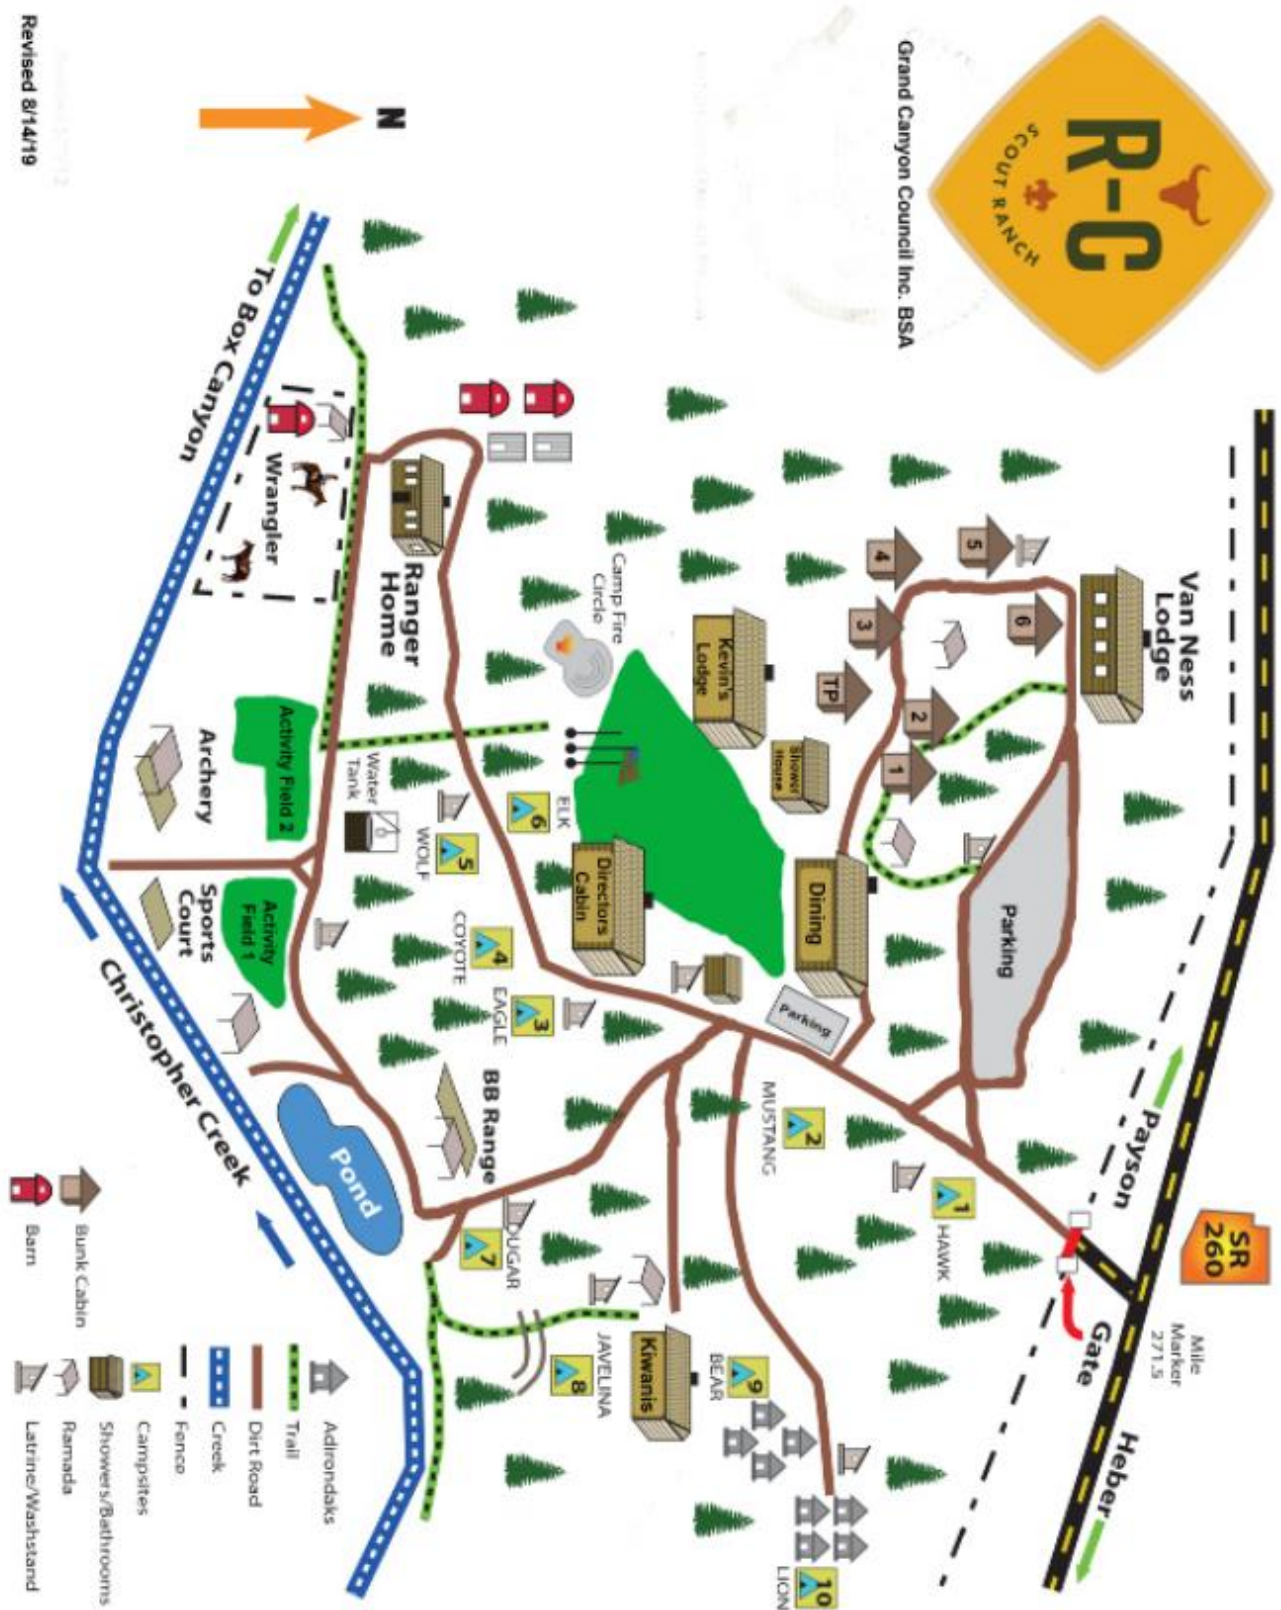 R-C
SCOUT RANCH
Grand Canyon Council Inc. BSA
SR
260
Mile
Marker
271.5
Payson
Heber
Gate
Van Ness
Lodge
Parking
5
6
4
3
2
1
TP
HAWK
1
Shower
House
Dining
Parking
Kevin's
Lodge
MUSTANG
2
LION
10
BEAR
9
Camp Fire
Circle
Directors
Cabin
Kiwanis
ELK
6
EAGLE
3
JAVELINA
8
COYOTE
4
WOLF
5
BB Range
OUGAR
7
Ranger
Home
Water
Tank
N
Wrangler
Activity Field 2
Activity
Field 1
Pond
Archery
Sports
Court
To Box Canyon
Christopher Creek
Adirondaks
Trail
Dirt Road
Creek
Fence
Campsites
Showers/Bathrooms
Ramada
Latrine/Washstand
Bunk Cabin
Barn
Revised 8/14/19